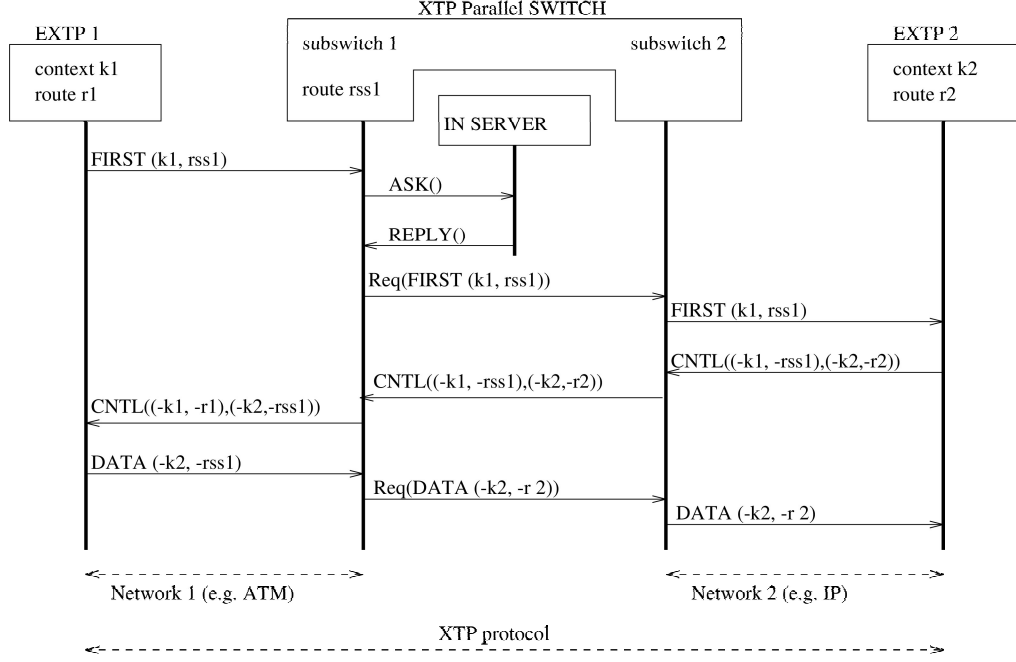 XTP Parallel SWITCH
EXTP 1
EXTP 2
subswitch 1
subswitch 2
context k1
route r1
context k2
route r2
route rss1
IN SERVER
FIRST (k1, rss1)
ASK()
REPLY()
Req(FIRST (k1, rss1))
FIRST (k1, rss1)
CNTL((-k1, -rss1),(-k2,-r2))
CNTL((-k1, -rss1),(-k2,-r2))
CNTL((-k1, -r1),(-k2,-rss1))
DATA (-k2, -rss1)
Req(DATA (-k2, -r 2))
DATA (-k2, -r 2)
Network 1 (e.g. ATM)
Network 2 (e.g. IP)
XTP protocol